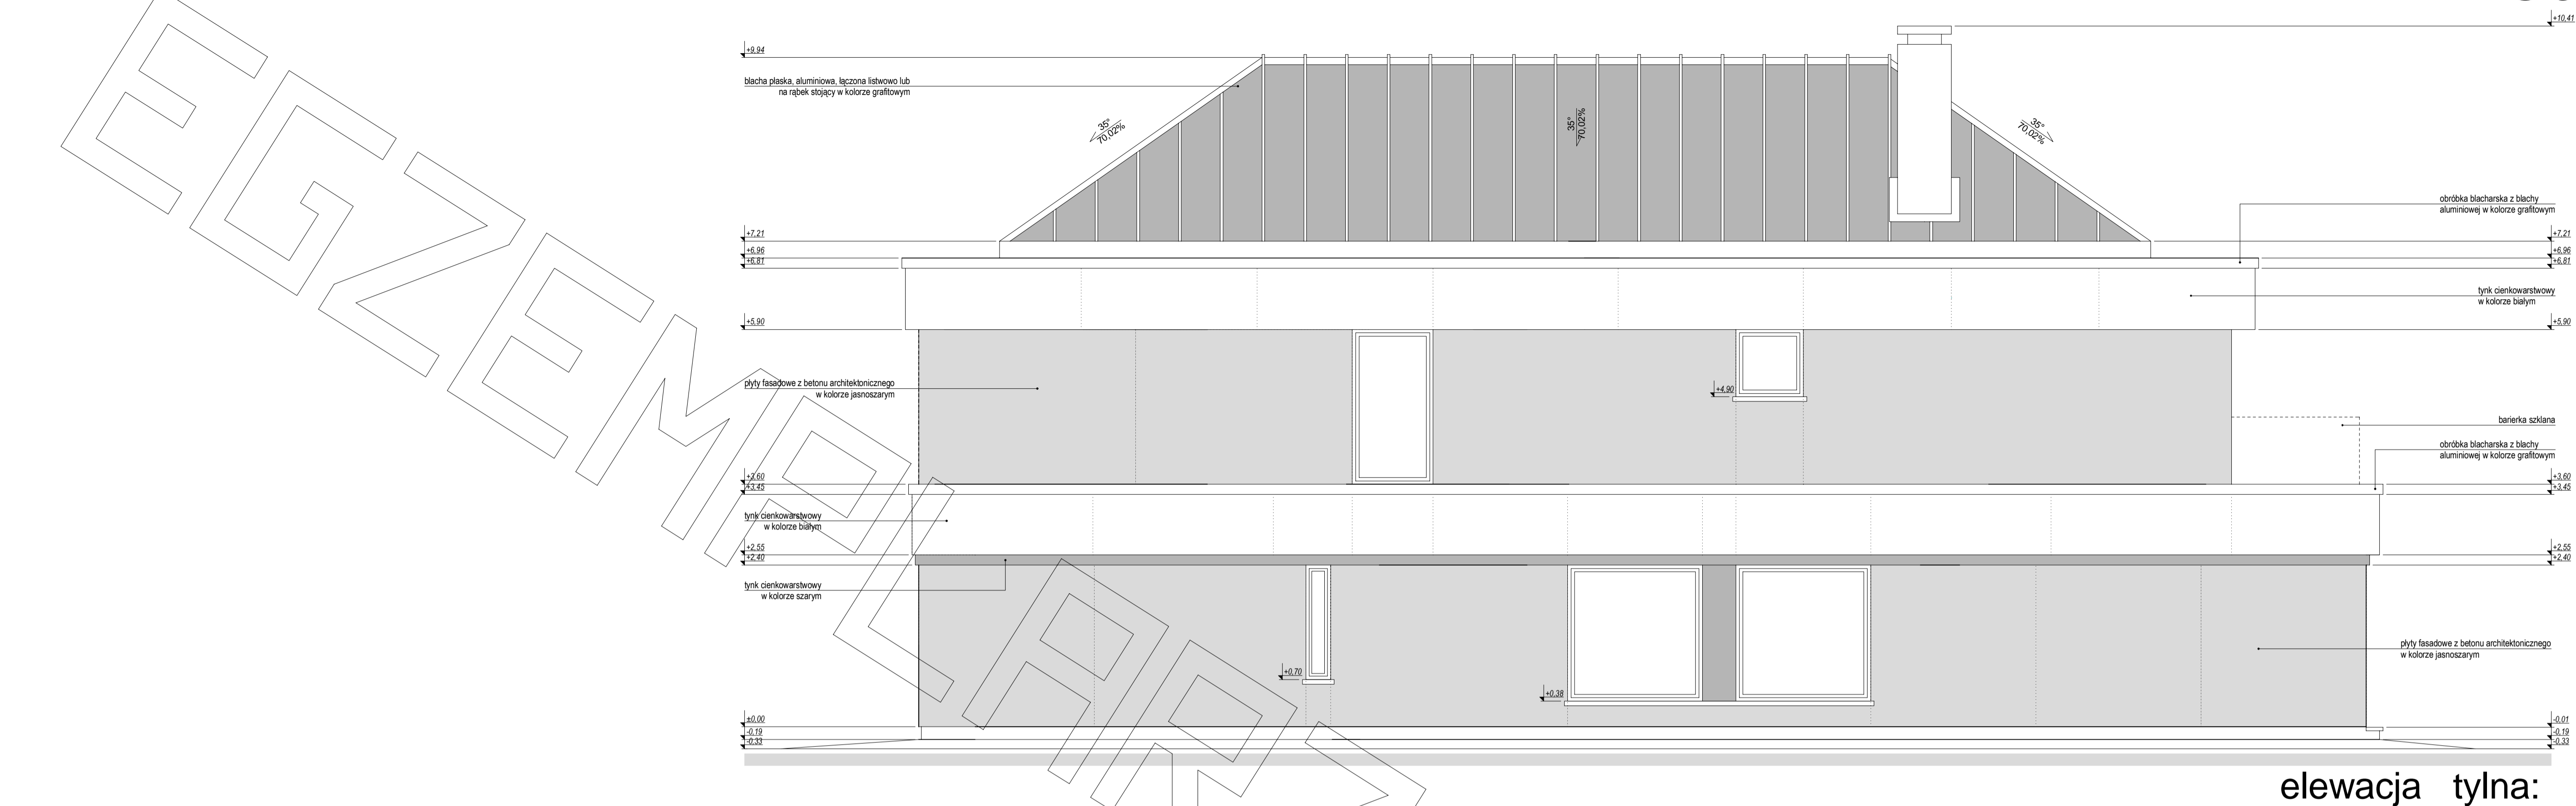 +10,41
+9,94
blacha płaska, aluminiowa, łączona listwowo lub
na rąbek stojący w kolorze grafitowym
35°
70,02%
35°
70,02%
35°
70,02%
obróbka blacharska z blachy
aluminiowej w kolorze grafitowym
+7,21
+6,96
+6,81
+7,21
+6,96
+6,81
tynk cienkowarstwowy
w kolorze białym
+5,90
+5,90
płyty fasadowe z betonu architektonicznego
w kolorze jasnoszarym
+4,90
barierka szklana
obróbka blacharska z blachy
aluminiowej w kolorze grafitowym
+3,60
+3,45
+3,60
+3,45
tynk cienkowarstwowy
w kolorze białym
+2,55
+2,40
+2,55
+2,40
tynk cienkowarstwowy
w kolorze szarym
płyty fasadowe z betonu architektonicznego
w kolorze jasnoszarym
+0,70
+0,38
±0,00
-0,19
-0,33
-0,01
-0,19
-0,33
elewacja tylna: